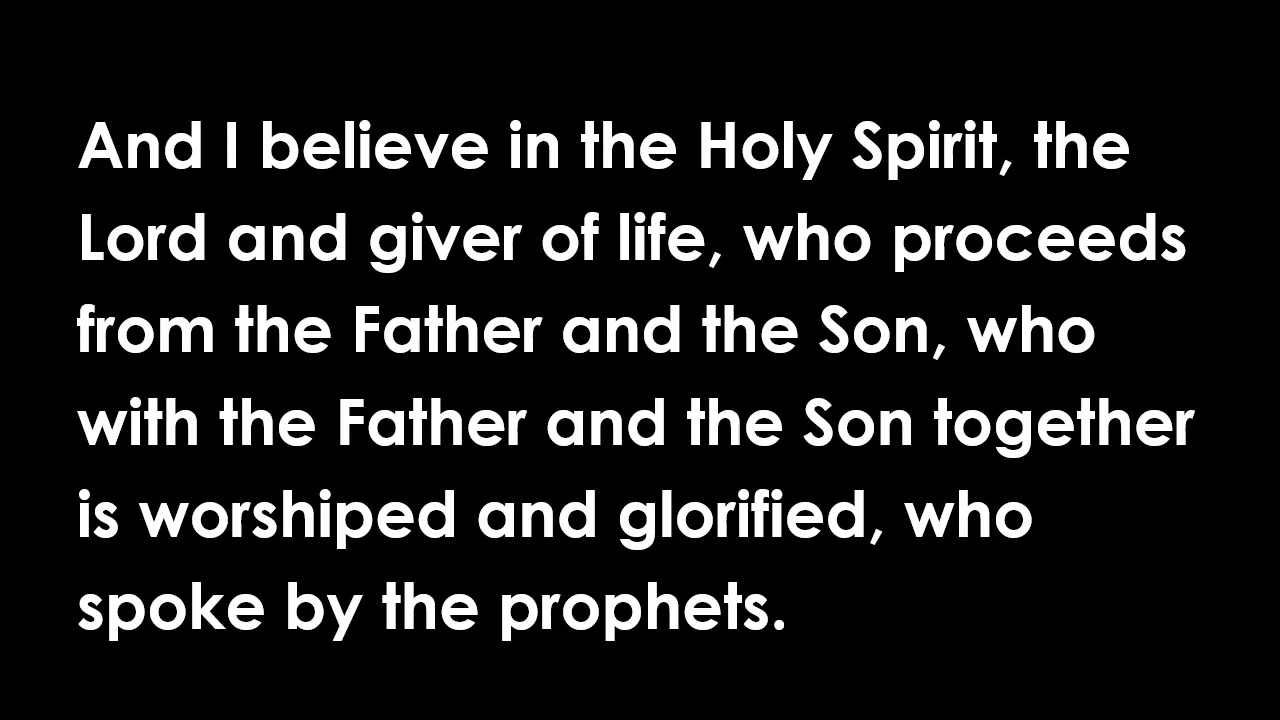 And I believe in the Holy Spirit, the
Lord and giver of life, who proceeds
from the Father and the Son, who
with the Father and the Son together
is worshiped and glorified, who
spoke by the prophets.